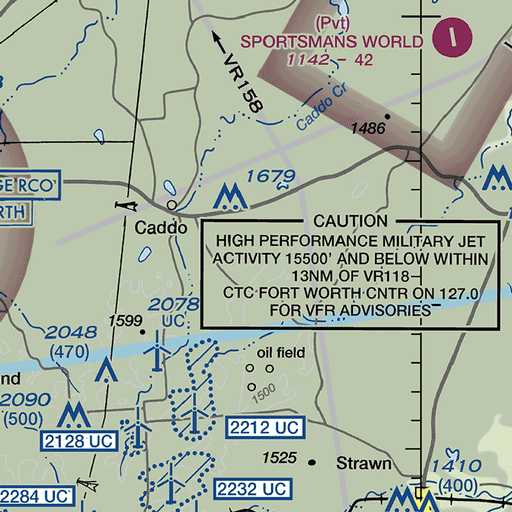 (Pvt)
SPORTSMANS WORLD
1142 - 42
VR158
Caddo Cr
1486
1679
GE RCO
RTH
Caddo
CAUTION
HIGH PERFORMANCE MILITARY JET
ACTIVITY 15500' AND BELOW WITHIN
13NM OF VR118
CTC FORT WORTH CNTR ON 127.0
FOR VFR ADVISORIES
2078
UC
1599
2048
(470)
oil field
1500
nd
2090
(500)
2128 UC
2212 UC
1525
Strawn
1410
(400)
2284 UC
2232 UC